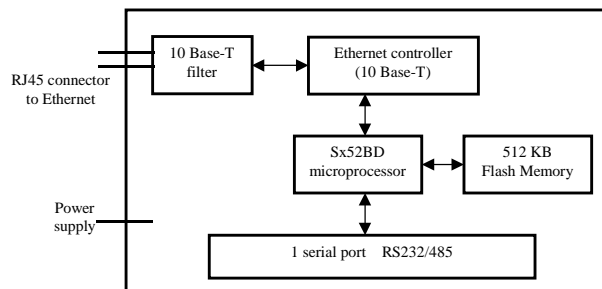 10 Base-T
filter
Ethernet controller
(10 Base-T)
RJ45 connector
to Ethernet
Sx52BD
microprocessor
512 KB
Flash Memory
Power
supply
1 serial port RS232/485